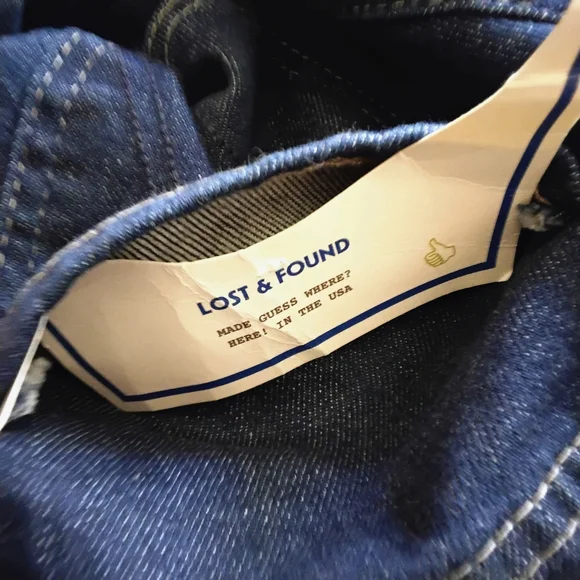 LOST & FOUND
MADE GUESS WHERE?
HERE! IN THE USA